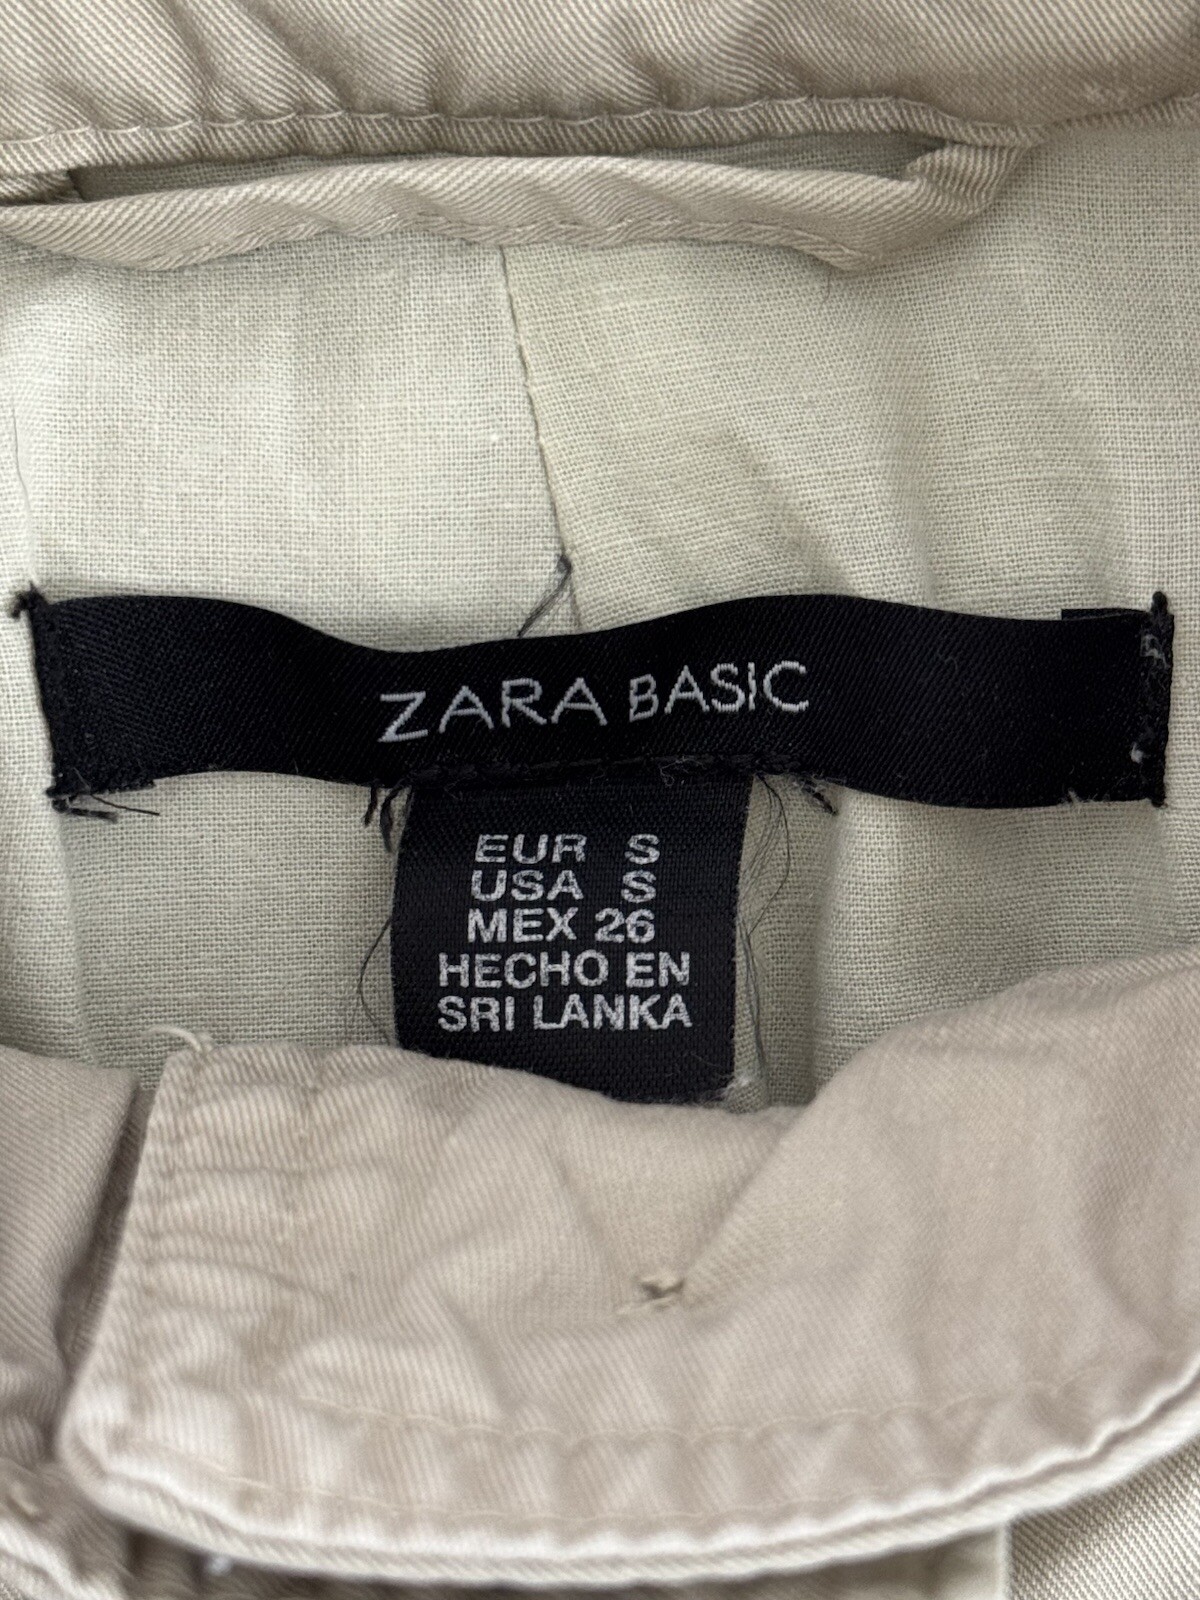 ZARA BASIC
EUR S
USA S
MEX 26
HECHO EN
SRI LANKA